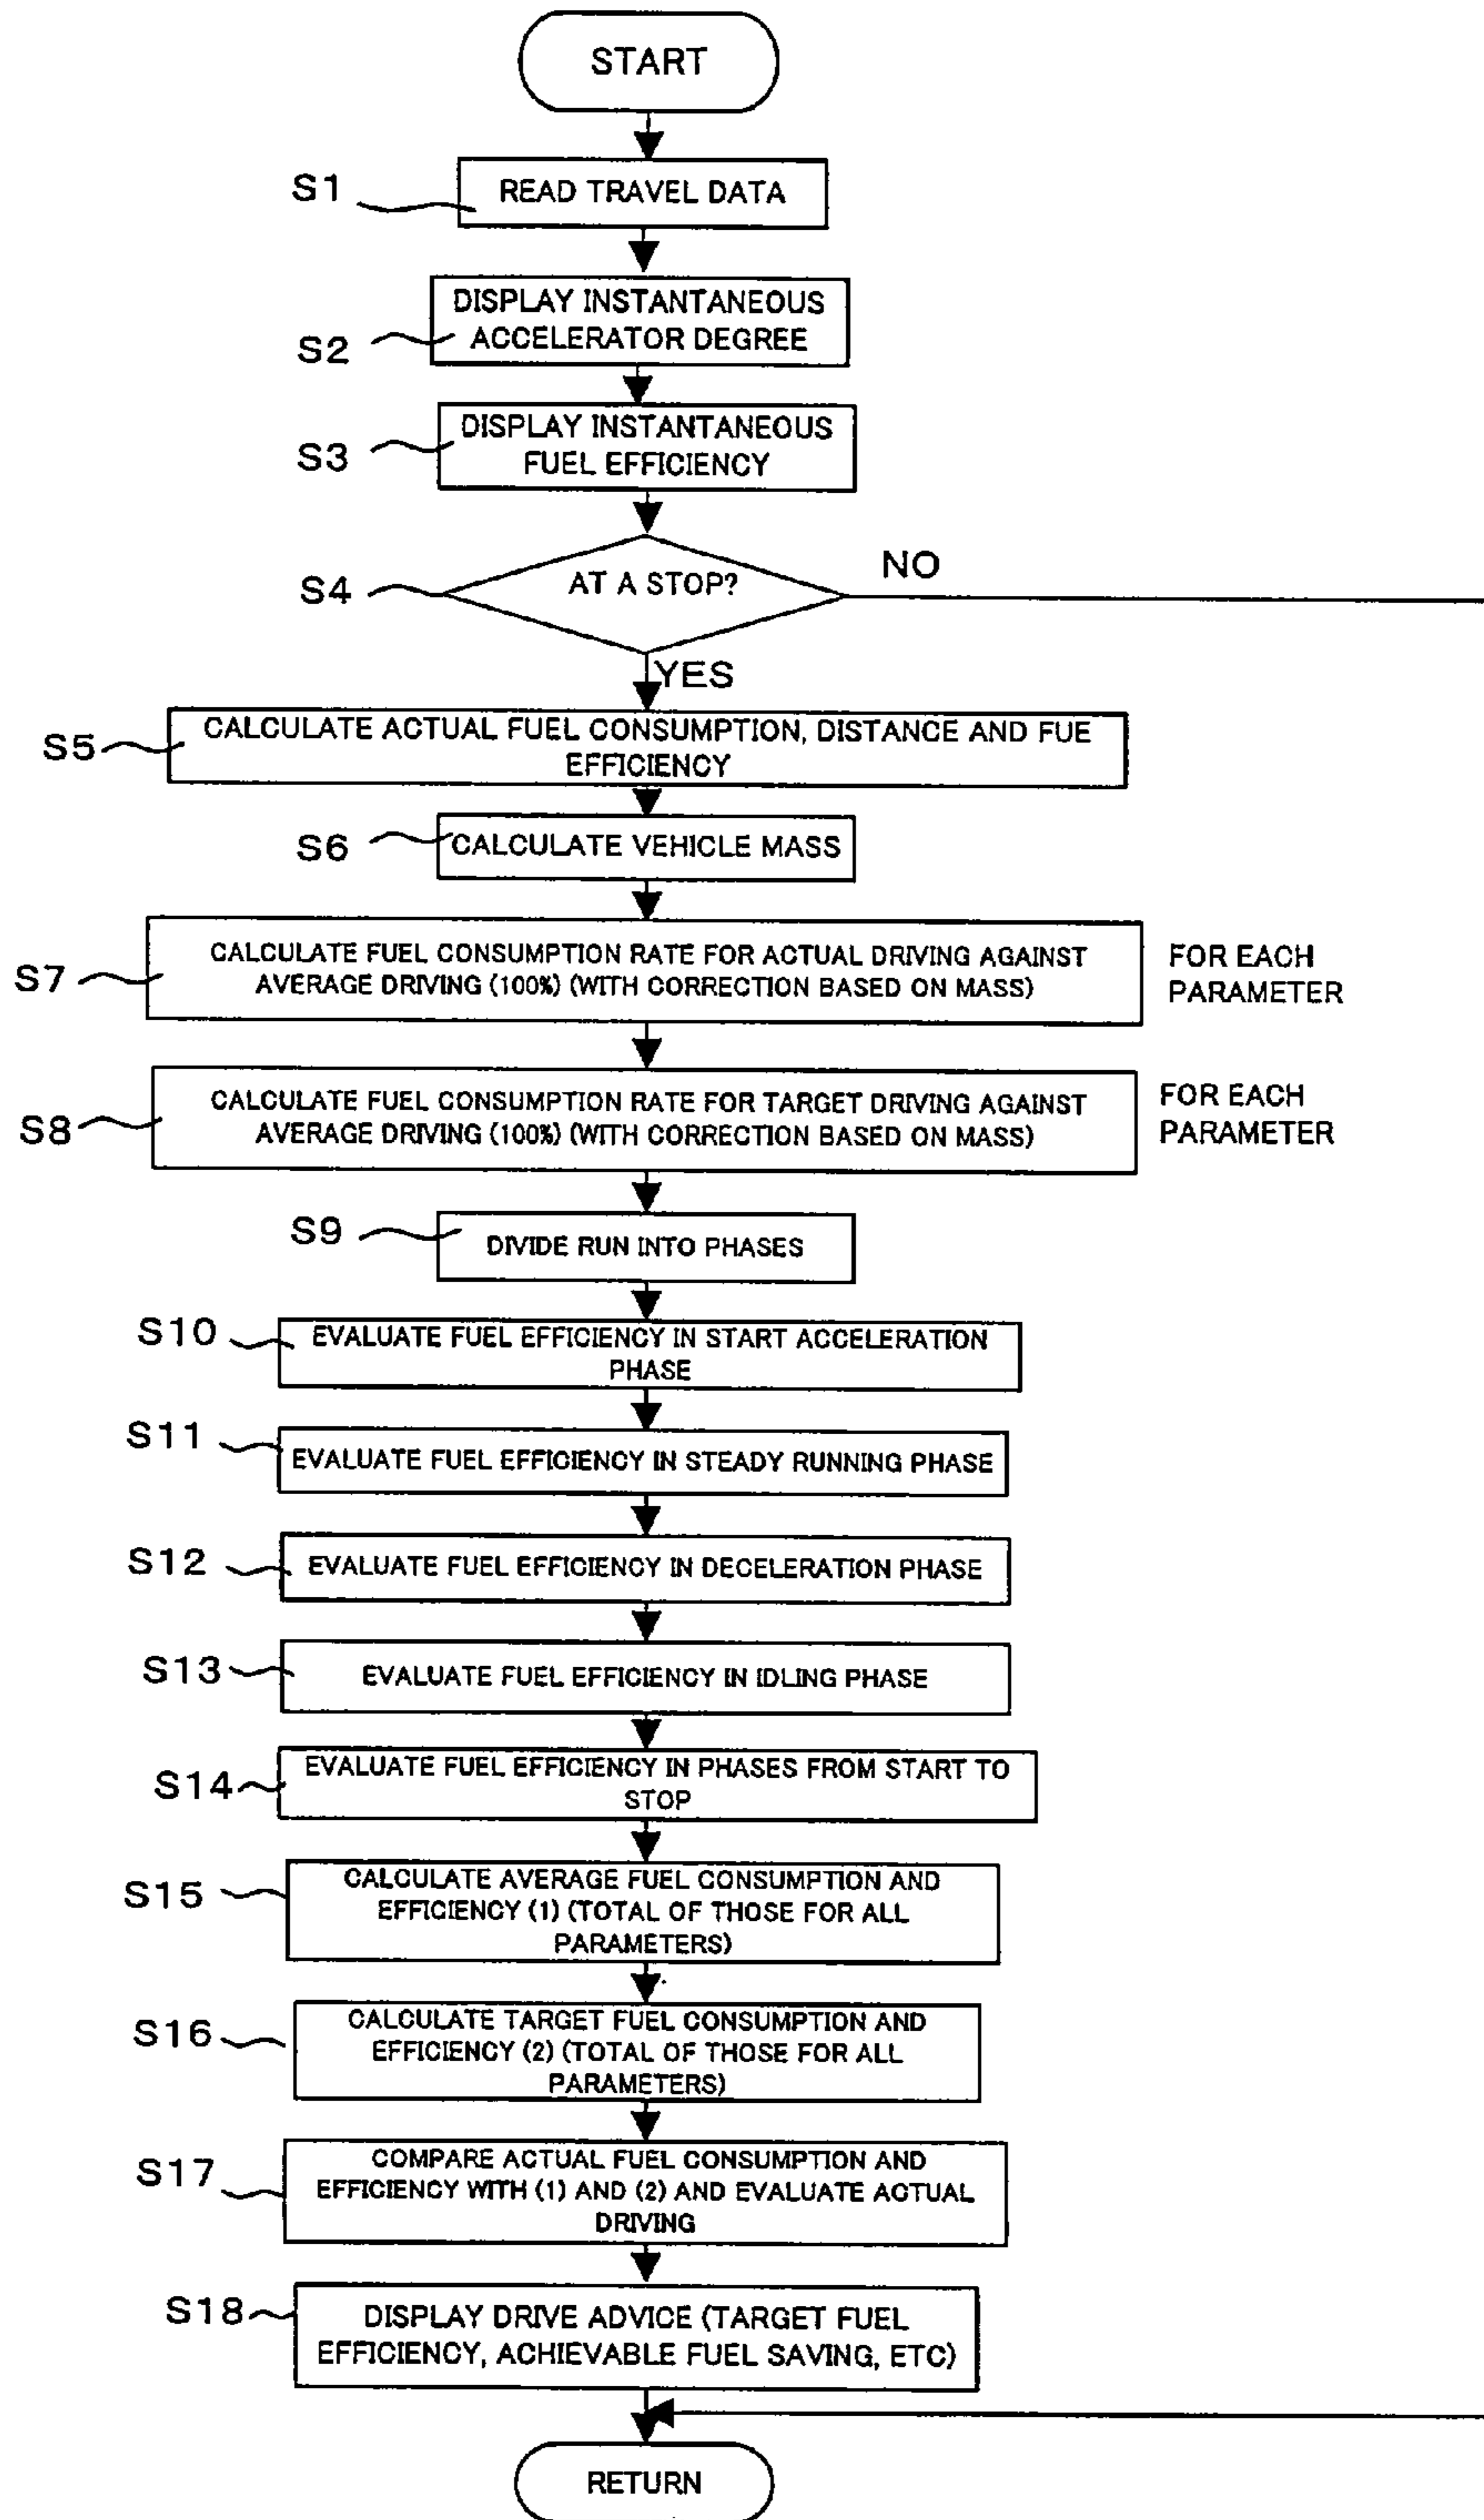 START
S1
READ TRAVEL DATA
S2
DISPLAY INSTANTANEOUS
ACCELERATOR DEGREE
S3
DISPLAY INSTANTANEOUS
FUEL EFFICIENCY
S4
AT A STOP?
NO
YES
S5
CALCULATE ACTUAL FUEL CONSUMPTION, DISTANCE AND FUE
EFFICIENCY
S6
CALCULATE VEHICLE MASS
S7
CALCULATE FUEL CONSUMPTION RATE FOR ACTUAL DRIVING AGAINST
AVERAGE DRIVING (100%) (WITH CORRECTION BASED ON MASS)
FOR EACH
PARAMETER
S8
CALCULATE FUEL CONSUMPTION RATE FOR TARGET DRIVING AGAINST
AVERAGE DRIVING (100%) (WITH CORRECTION BASED ON MASS)
FOR EACH
PARAMETER
S9
DIVIDE RUN INTO PHASES
S10
EVALUATE FUEL EFFICIENCY IN START ACCELERATION
PHASE
S11
EVALUATE FUEL EFFICIENCY IN STEADY RUNNING PHASE
S12
EVALUATE FUEL EFFICIENCY IN DECELERATION PHASE
S13
EVALUATE FUEL EFFICIENCY IN IDLING PHASE
S14
EVALUATE FUEL EFFICIENCY IN PHASES FROM START TO
STOP
S15
CALCULATE AVERAGE FUEL CONSUMPTION AND
EFFICIENCY (1) (TOTAL OF THOSE FOR ALL
PARAMETERS)
S16
CALCULATE TARGET FUEL CONSUMPTION AND
EFFICIENCY (2) (TOTAL OF THOSE FOR ALL
PARAMETERS)
S17
COMPARE ACTUAL FUEL CONSUMPTION AND
EFFICIENCY WITH (1) AND (2) AND EVALUATE ACTUAL
DRIVING
S18
DISPLAY DRIVE ADVICE (TARGET FUEL
EFFICIENCY, ACHIEVABLE FUEL SAVING, ETC)
RETURN